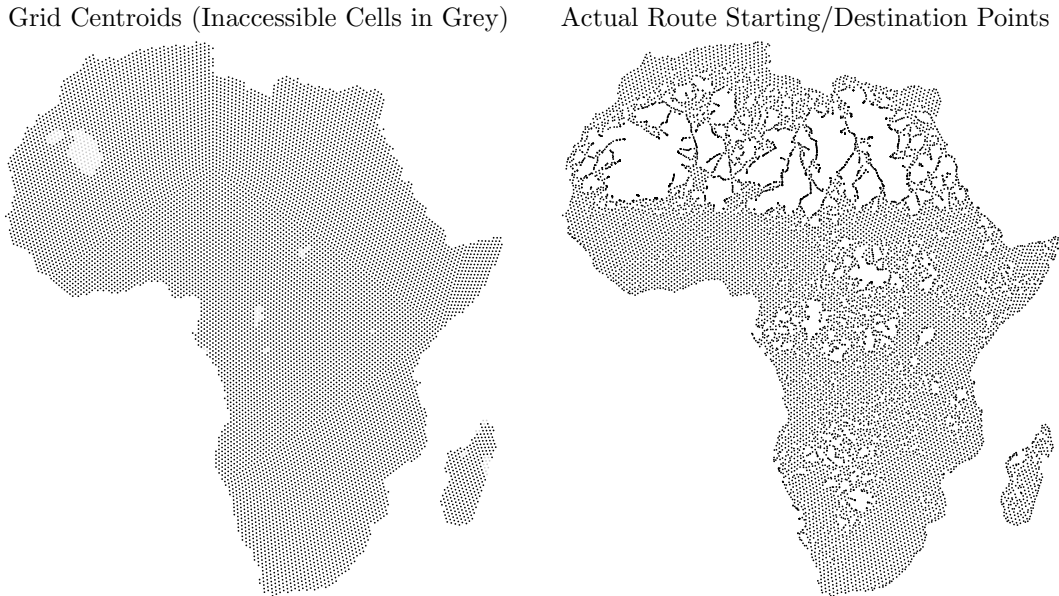 Grid Centroids (Inaccessible Cells in Grey)
Actual Route Starting/Destination Points